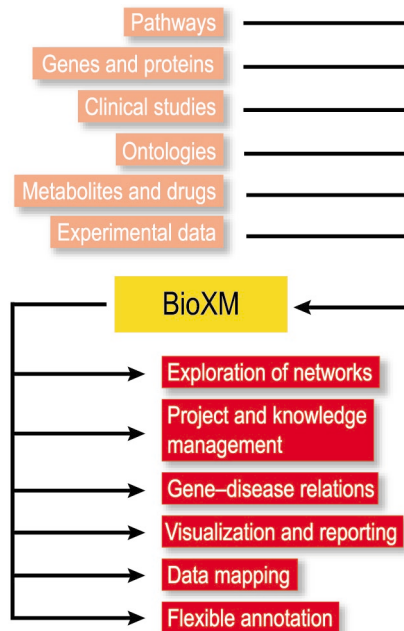 Pathways
Genes and proteins
Clinical studies
Ontologies
Metabolites and drugs
Experimental data
BioXM
Exploration of networks
Project and knowledge
management
Gene–disease relations
Visualization and reporting
Data mapping
Flexible annotation